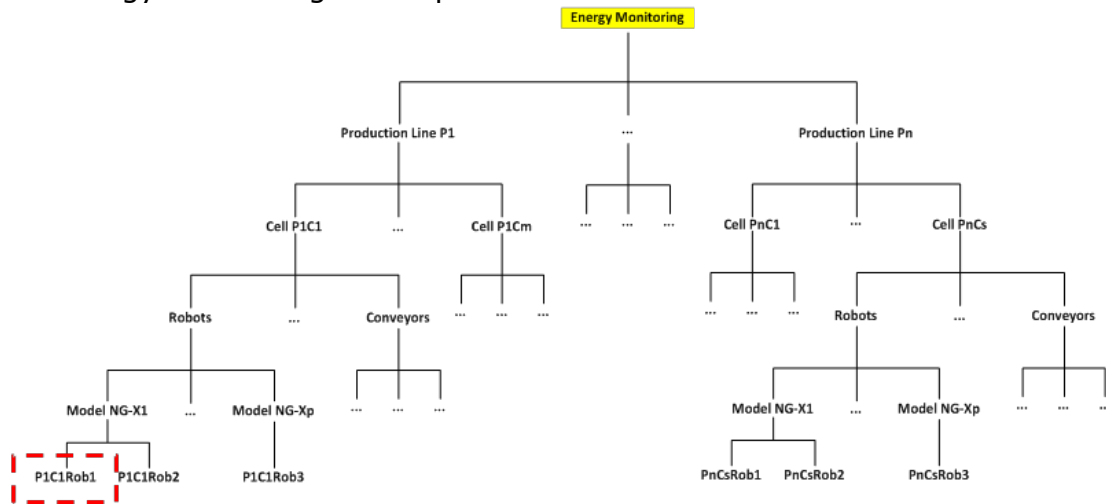 Energy Monitoring
Production Line P1
...
Production Line Pn
Cell P1C1
...
Cell P1Cm
...
...
...
Cell PnC1
...
Cell PnCs
Robots
...
Conveyors
...
...
...
...
...
...
Robots
...
Conveyors
Model NG-X1
...
Model NG-Xp
...
...
...
Model NG-X1
...
Model NG-Xp
...
...
...
P1C1Rob1
P1C1Rob2
P1C1Rob3
PnCsRob1
PnCsRob2
PnCsRob3